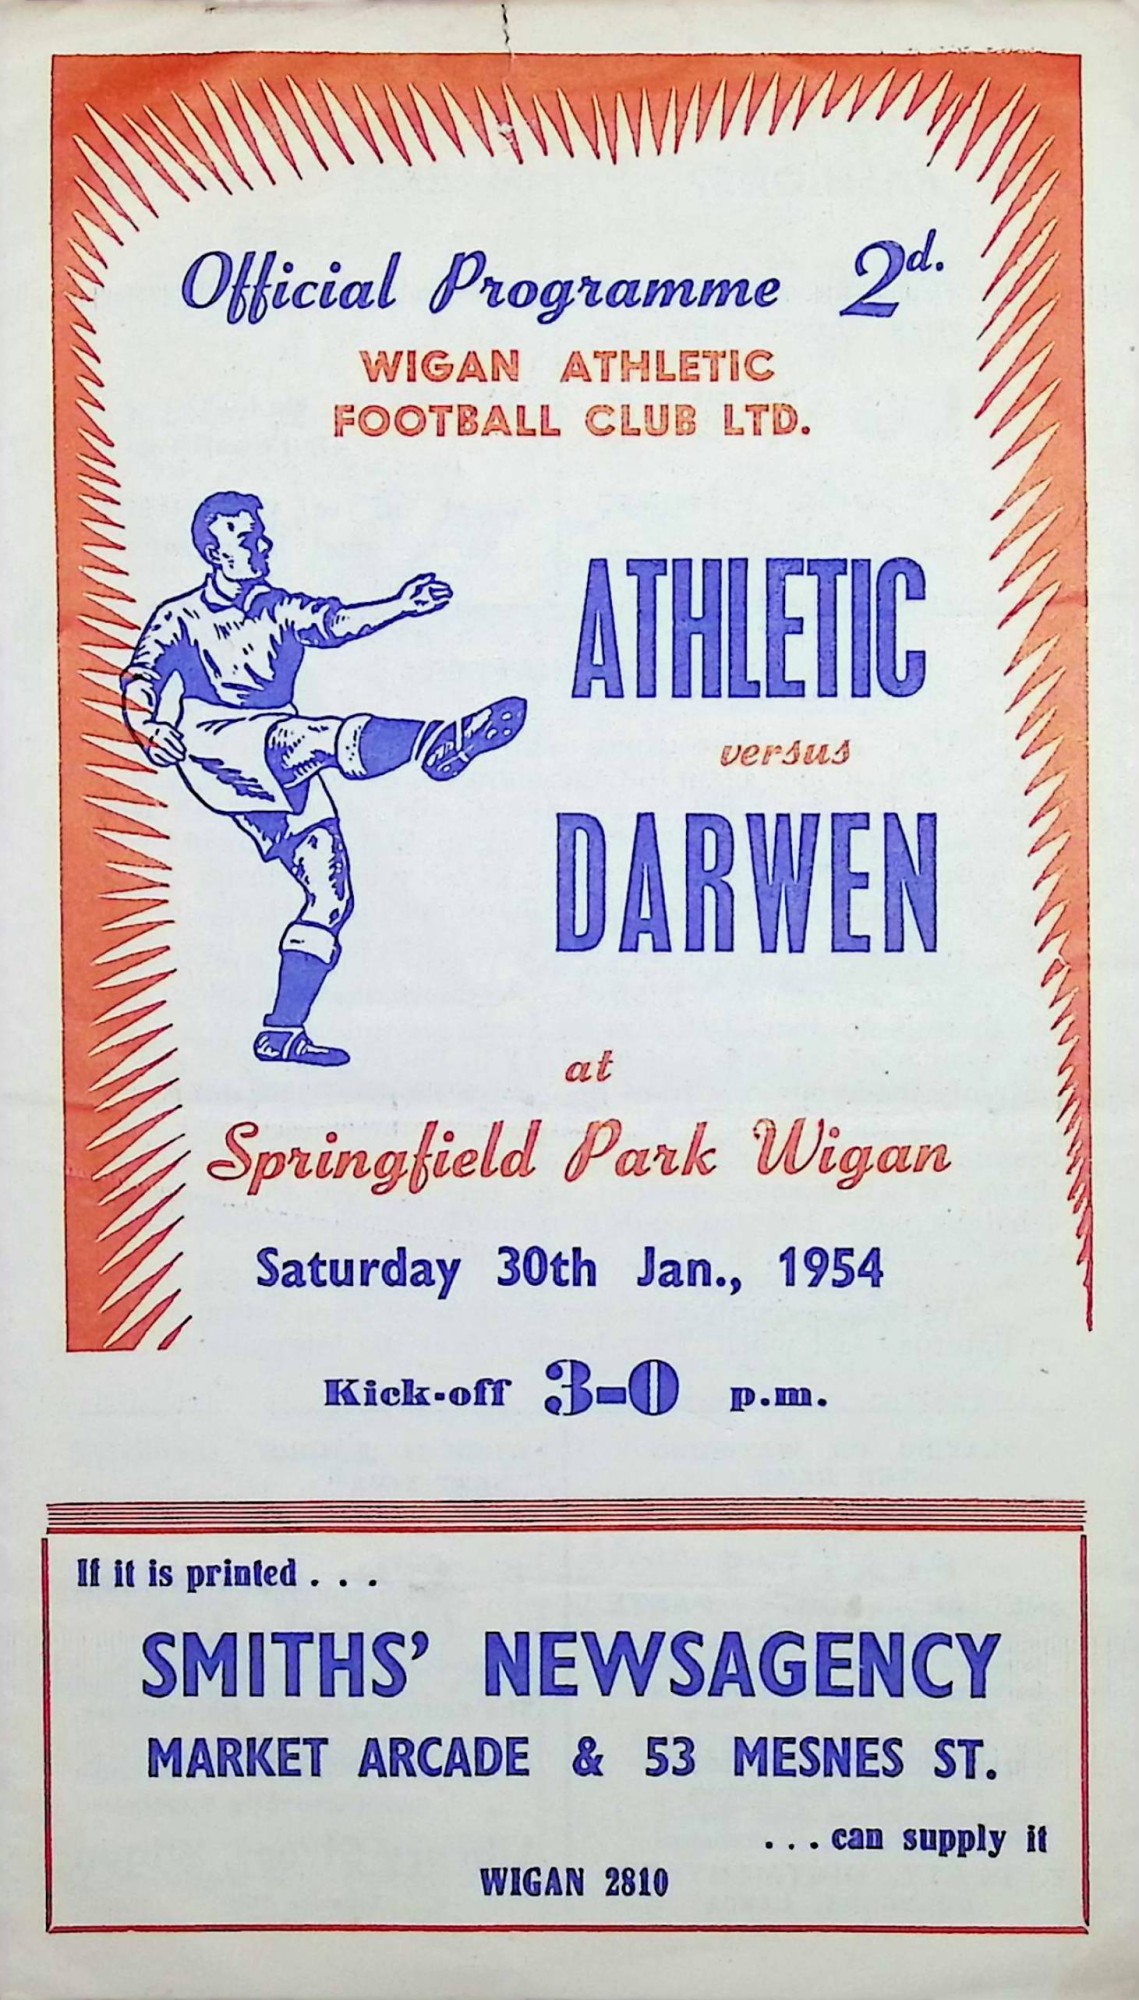 Official Programme 2d.
WIGAN ATHLETIC
FOOTBALL CLUB LTD.
ATHLETIC
versus
DARWEN
at
Springfield Park Wigan
Saturday 30th Jan., 1954
Kick-off 3-0 p.m.
If it is printed . . .
SMITHS' NEWSAGENCY
MARKET ARCADE & 53 MESNES ST.
. . . can supply it
WIGAN 2810